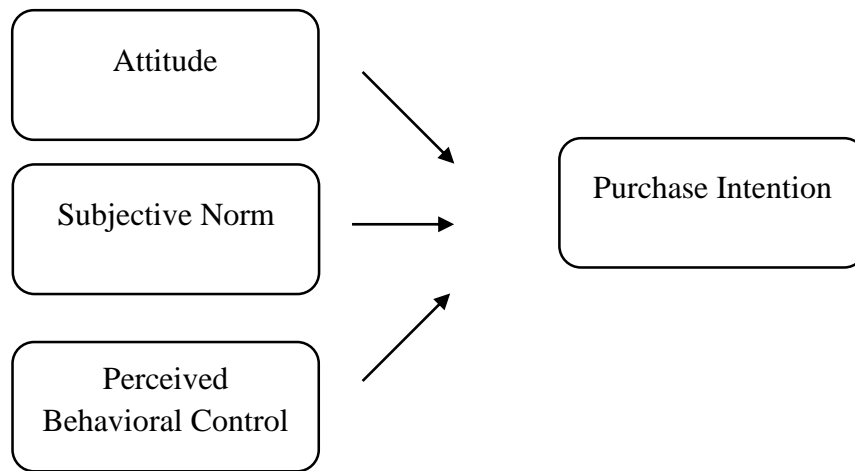 Attitude
Subjective Norm
Purchase Intention
Perceived
Behavioral Control